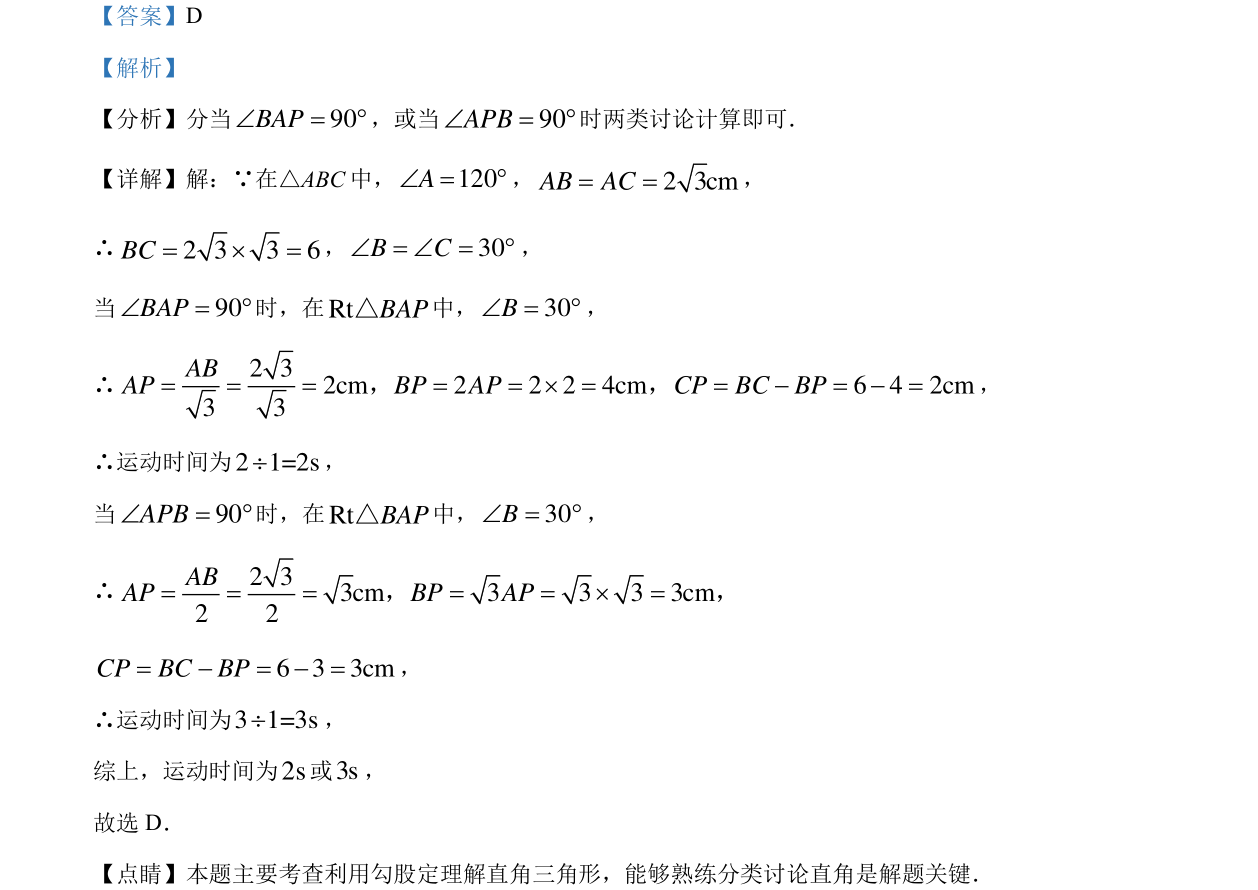 【答案】D
【解析】
【分析】分当∠BAP=90°，或当∠APB=90°时两类讨论计算即可．
【详解】解：∵在△ABC中，∠A=120°，AB=AC=2√3cm，
∴BC=2√3×√3=6，∠B=∠C=30°，
当∠BAP=90°时，在Rt△BAP中，∠B=30°，
∴AP=AB/√3=2√3/√3=2cm，BP=2AP=2×2=4cm，CP=BC−BP=6−4=2cm，
∴运动时间为2÷1=2s，
当∠APB=90°时，在Rt△BAP中，∠B=30°，
∴AP=AB/2=2√3/2=√3cm，BP=√3AP=√3×√3=3cm，
CP=BC−BP=6−3=3cm，
∴运动时间为3÷1=3s，
综上，运动时间为2s或3s，
故选 D．
【点睛】本题主要考查利用勾股定理解直角三角形，能够熟练分类讨论直角是解题关键．